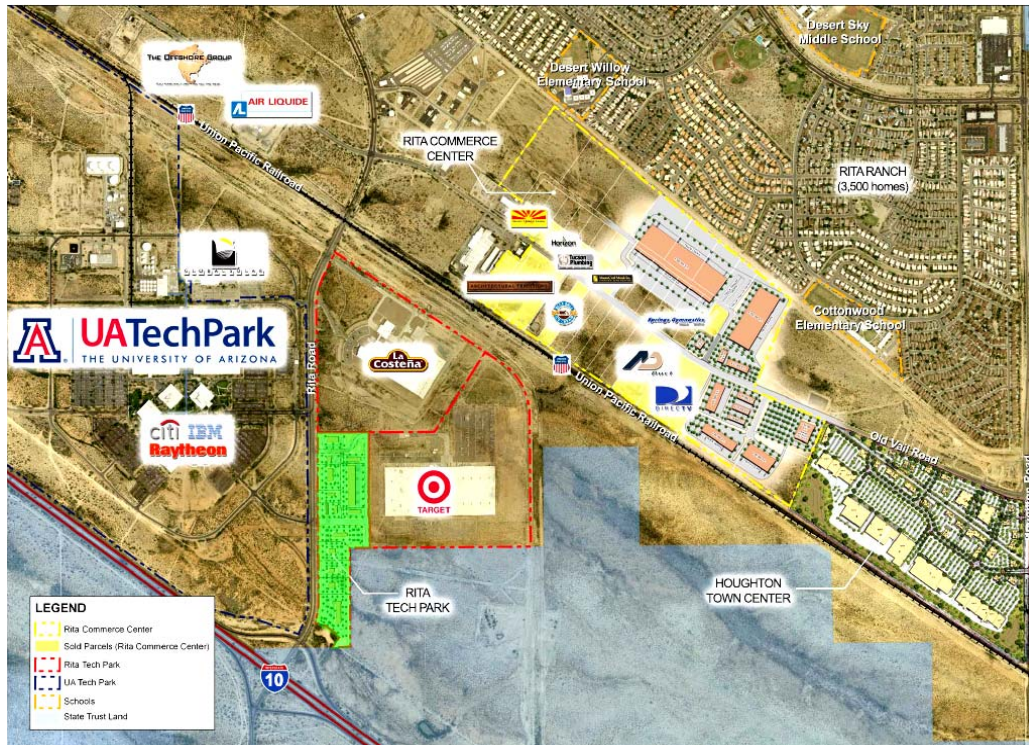 Desert Sky
Middle School
THE OFFSHORE GROUP
Desert Willow
Elementary School
AIR LIQUIDE
Union Pacific Railroad
RITA COMMERCE
CENTER
RITA RANCH
(3,500 homes)
Horizon
Tucson
Plumbing
ARCHITECTURAL
Cottonwood
Elementary School
A
UATechPark
THE UNIVERSITY OF ARIZONA
Rita Road
La
Costeña
Union Pacific Railroad
DIRECTV
citi IBM
Raytheon
Old Vail Road
TARGET
RITA
TECH PARK
HOUGHTON
TOWN CENTER
10
LEGEND
Rita Commerce Center
Sold Parcels (Rita Commerce Center)
Rita Tech Park
UA Tech Park
Schools
State Trust Land